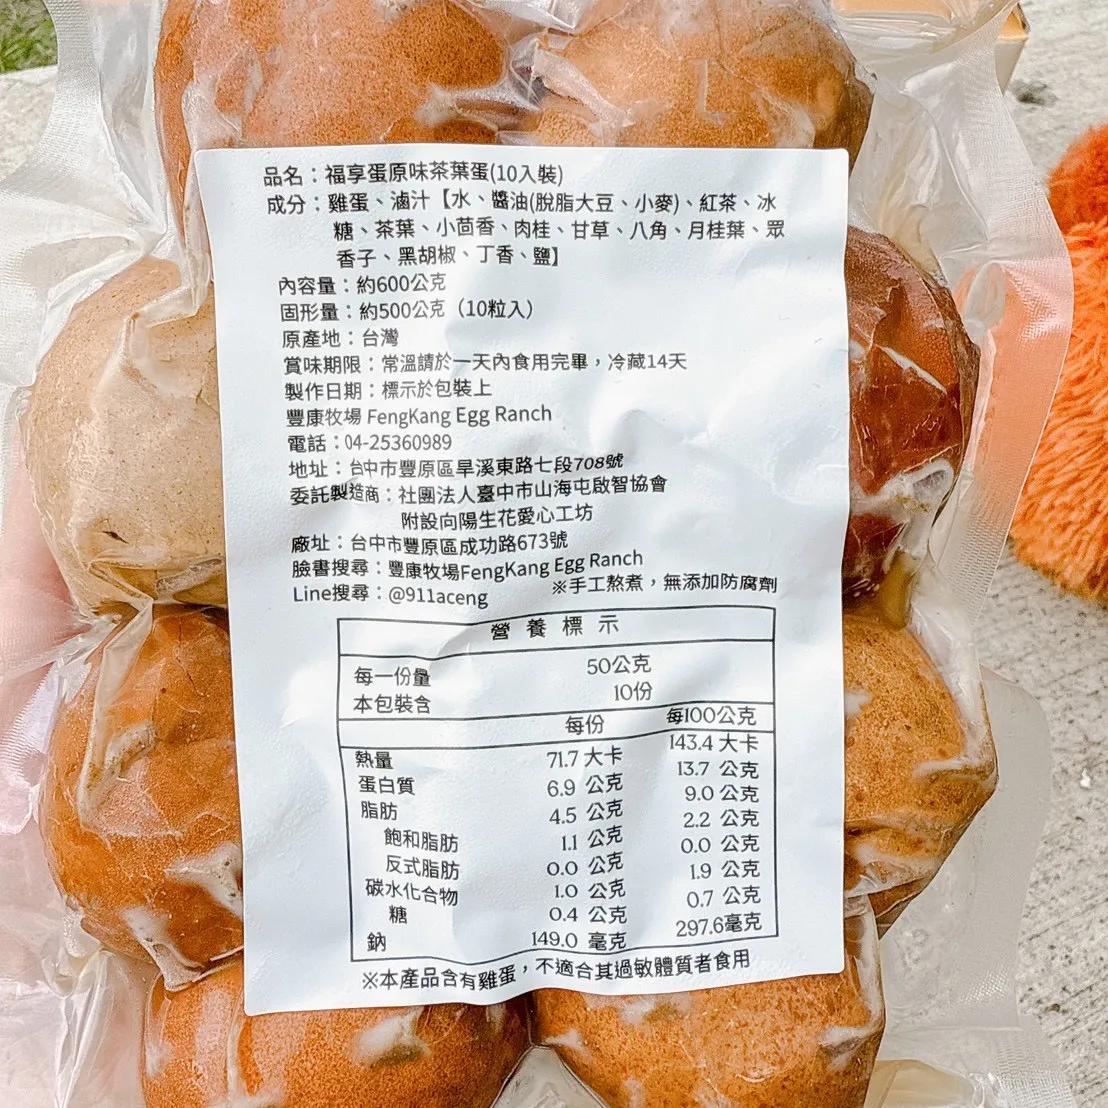 品名：福享蛋原味茶葉蛋(10入裝)
成分：雞蛋、滷汁【水、醬油(脫脂大豆、小麥)、紅茶、冰
糖、茶葉、小茴香、肉桂、甘草、八角、月桂葉、眾
香子、黑胡椒、丁香、鹽】
內容量：約600公克
固形量：約500公克（10粒入）
原產地：台灣
賞味期限：常溫請於一天內食用完畢，冷藏14天
製作日期：標示於包裝上
豐康牧場 FengKang Egg Ranch
電話：04-25360989
地址：台中市豐原區旱溪東路七段708號
委託製造商：社團法人臺中市山海屯啟智協會
附設向陽生花愛心工坊
廠址：台中市豐原區成功路673號
臉書搜尋：豐康牧場FengKang Egg Ranch
Line搜尋：@911aceng ※手工熬煮，無添加防腐劑
營養標示
每一份量 50公克
本包裝含 10份
每份 每100公克
熱量 71.7 大卡 143.4 大卡
蛋白質 6.9 公克 13.7 公克
脂肪 4.5 公克 9.0 公克
飽和脂肪 1.1 公克 2.2 公克
反式脂肪 0.0 公克 0.0 公克
碳水化合物 1.0 公克 1.9 公克
糖 0.4 公克 0.7 公克
鈉 149.0 毫克 297.6毫克
※本產品含有雞蛋，不適合其過敏體質者食用